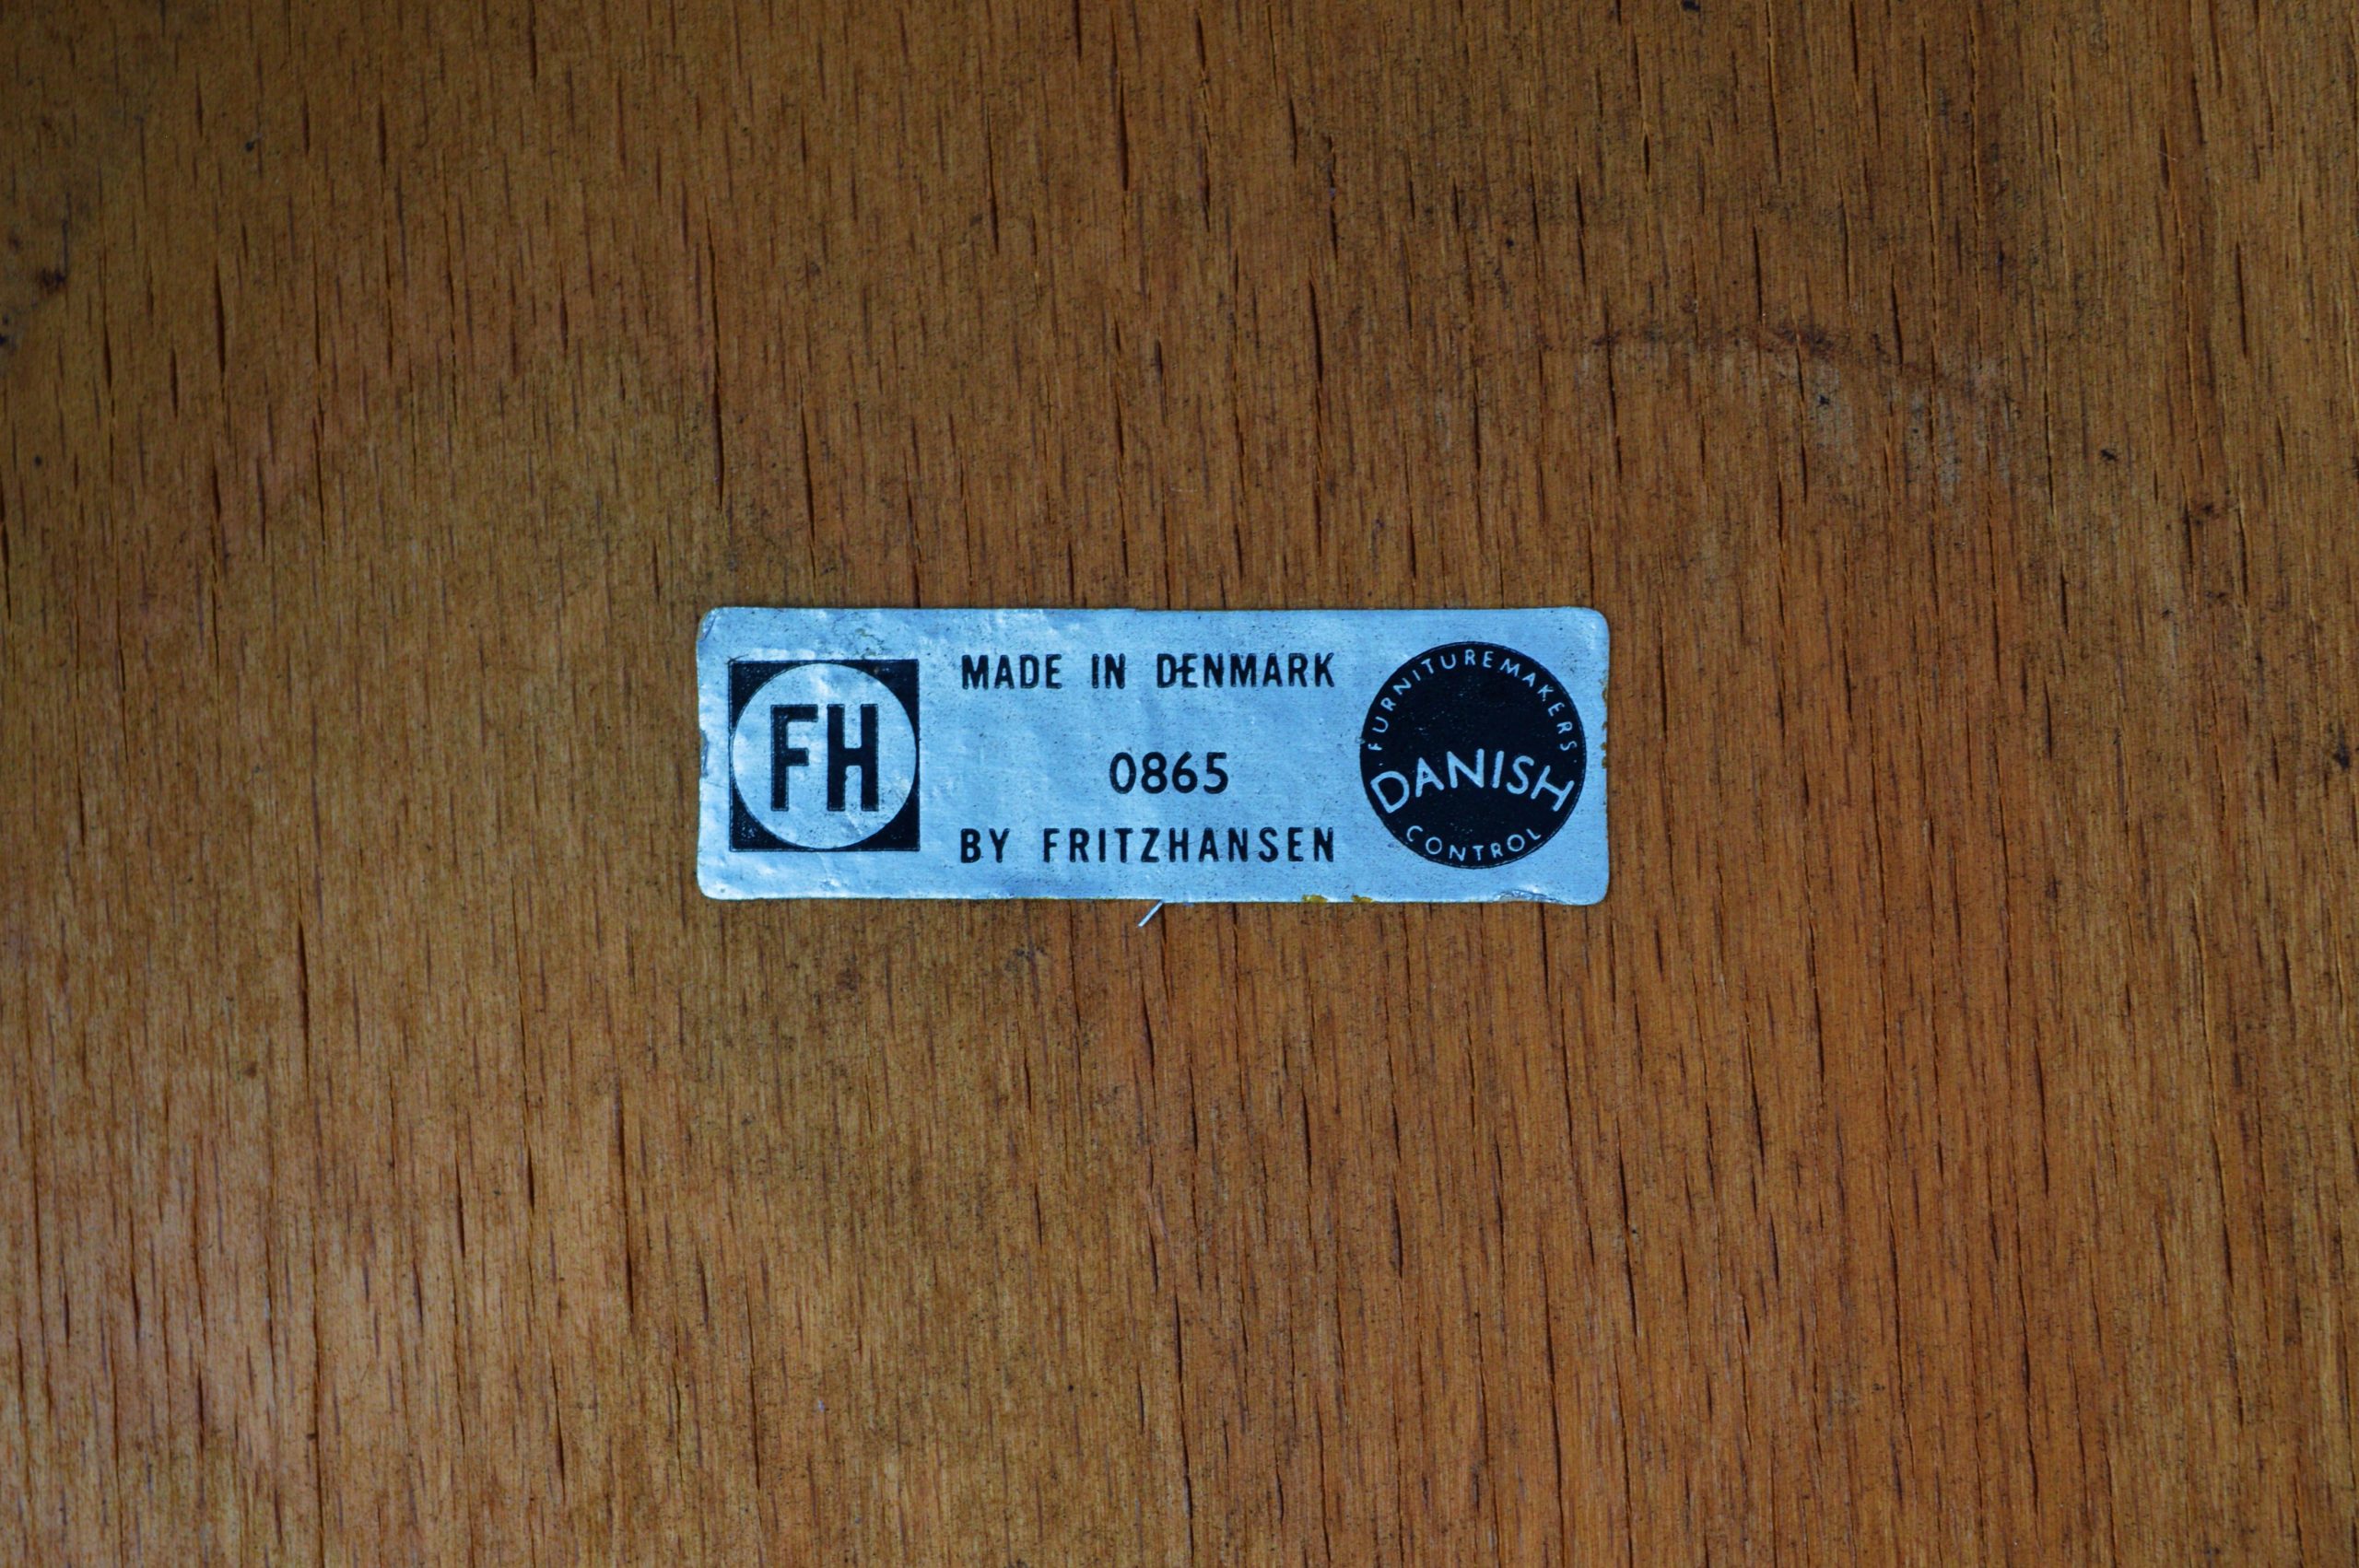 FH
MADE IN DENMARK
0865
BY FRITZHANSEN
FURNITUREMAKERS
DANISH
CONTROL